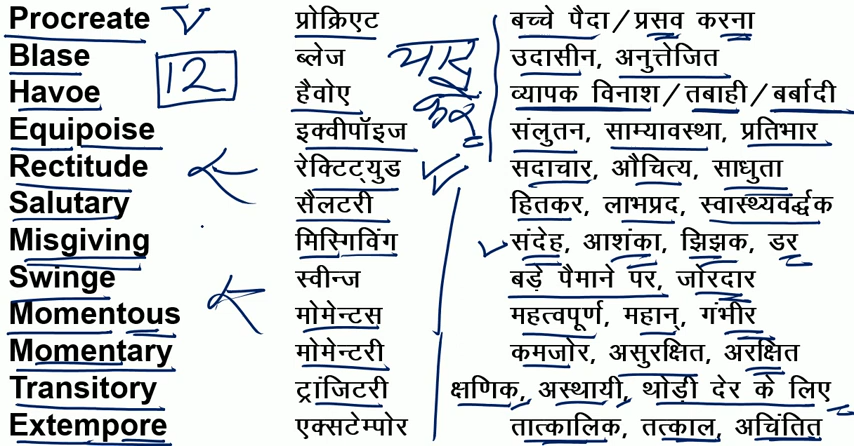 Procreate प्रोक्रिएट बच्चे पैदा/प्रसव करना
Blase ब्लेज उदासीन, अनुत्तेजित
12 याद
Havoe हैवोए व्यापक विनाश/तबाही/बर्बादी
करें
Equipoise इक्वीपॉइज संलुतन, साम्यावस्था, प्रतिभार
Rectitude रेक्टिट्युड सदाचार, औचित्य, साधुता
Salutary सैलटरी हितकर, लाभप्रद, स्वास्थ्यवर्द्धक
Misgiving मिस्गिविंग संदेह, आशंका, झिझक, डर
Swinge स्वीन्ज बड़े पैमाने पर, जोरदार
Momentous मोमेन्टस महत्वपूर्ण, महान्, गंभीर
Momentary मोमेन्टरी कमजोर, असुरक्षित, अरक्षित
Transitory ट्रांजिटरी क्षणिक, अस्थायी, थोड़ी देर के लिए
Extempore एक्सटेम्पोर तात्कालिक, तत्काल, अचिंतित